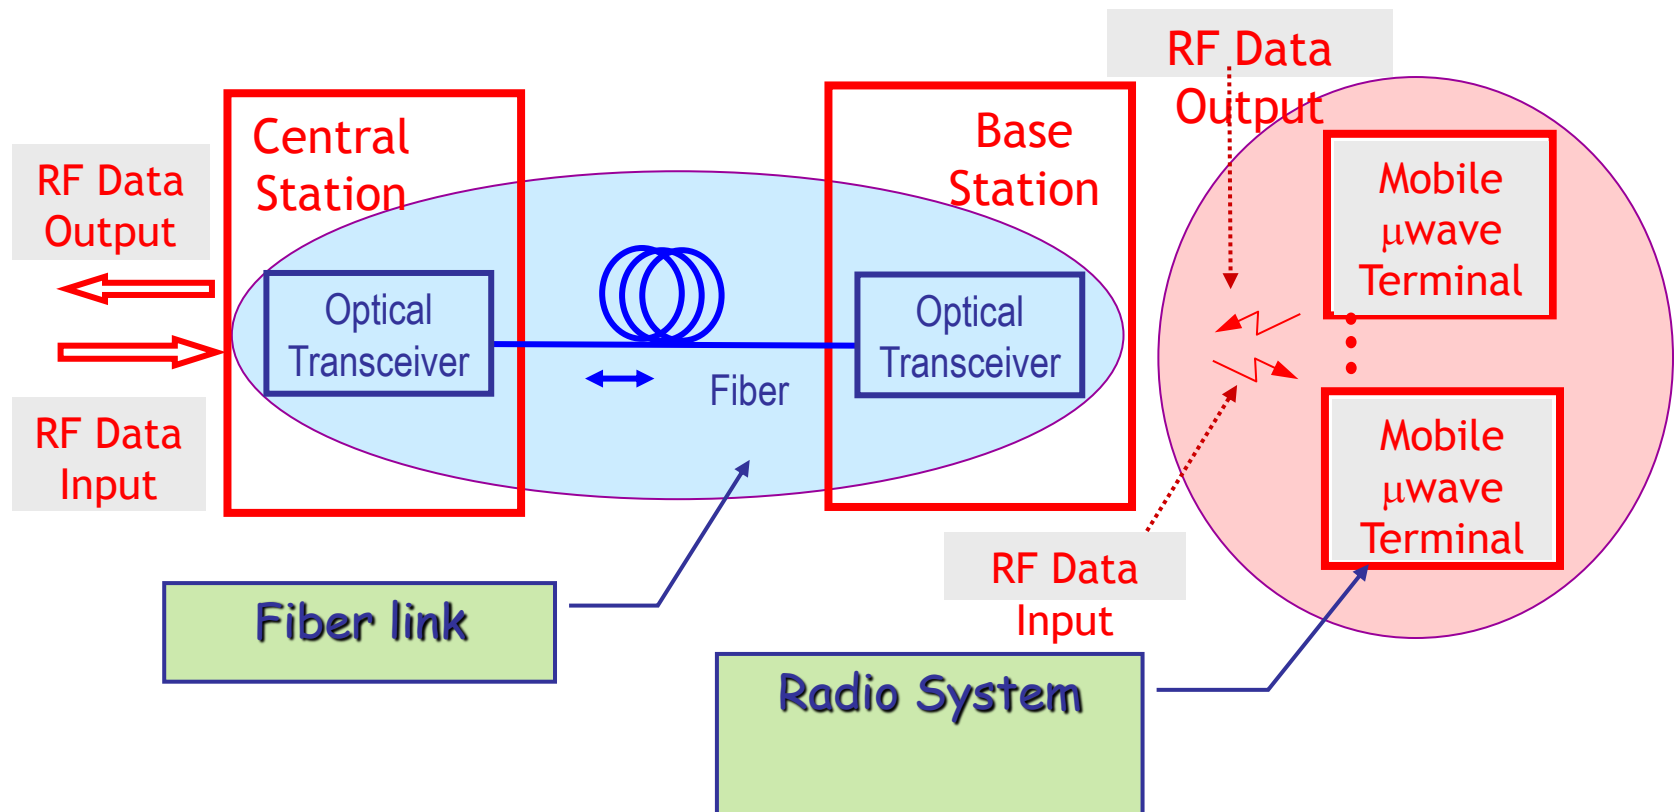 RF Data
Output
RF Data
Input
Central
Station
Optical
Transceiver
Fiber
Base
Station
Optical
Transceiver
RF Data
Output
Mobile
μwave
Terminal
Mobile
μwave
Terminal
RF Data
Input
Fiber link
Radio System